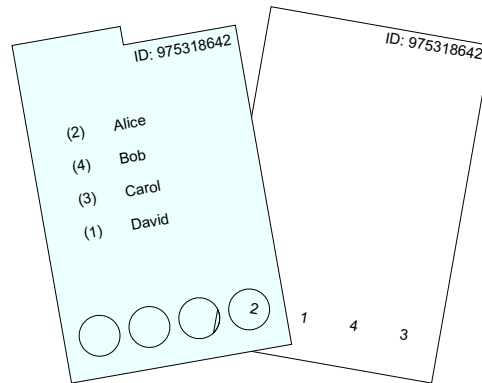 ID: 975318642
(2) Alice
(4) Bob
(3) Carol
(1) David
2
ID: 975318642
1 4 3